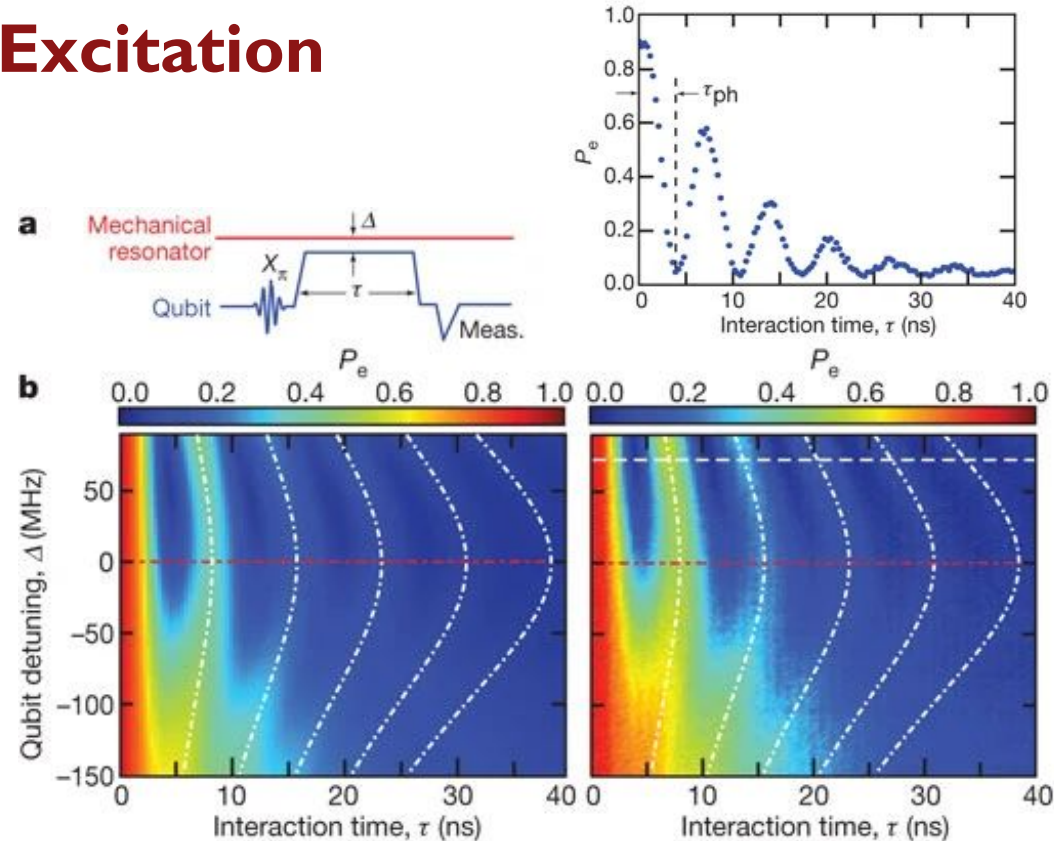 Excitation
1.0
0.8
0.6
0.4
0.2
0.0
Pe
τph
0 10 20 30 40
Interaction time, τ (ns)
a
Mechanical
resonator
Δ
Xπ
τ
Qubit
Meas.
b
Pe
0.0 0.2 0.4 0.6 0.8 1.0
Pe
0.0 0.2 0.4 0.6 0.8 1.0
Qubit detuning, Δ (MHz)
50
0
−50
−100
−150
0 10 20 30 40
Interaction time, τ (ns)
0 10 20 30 40
Interaction time, τ (ns)